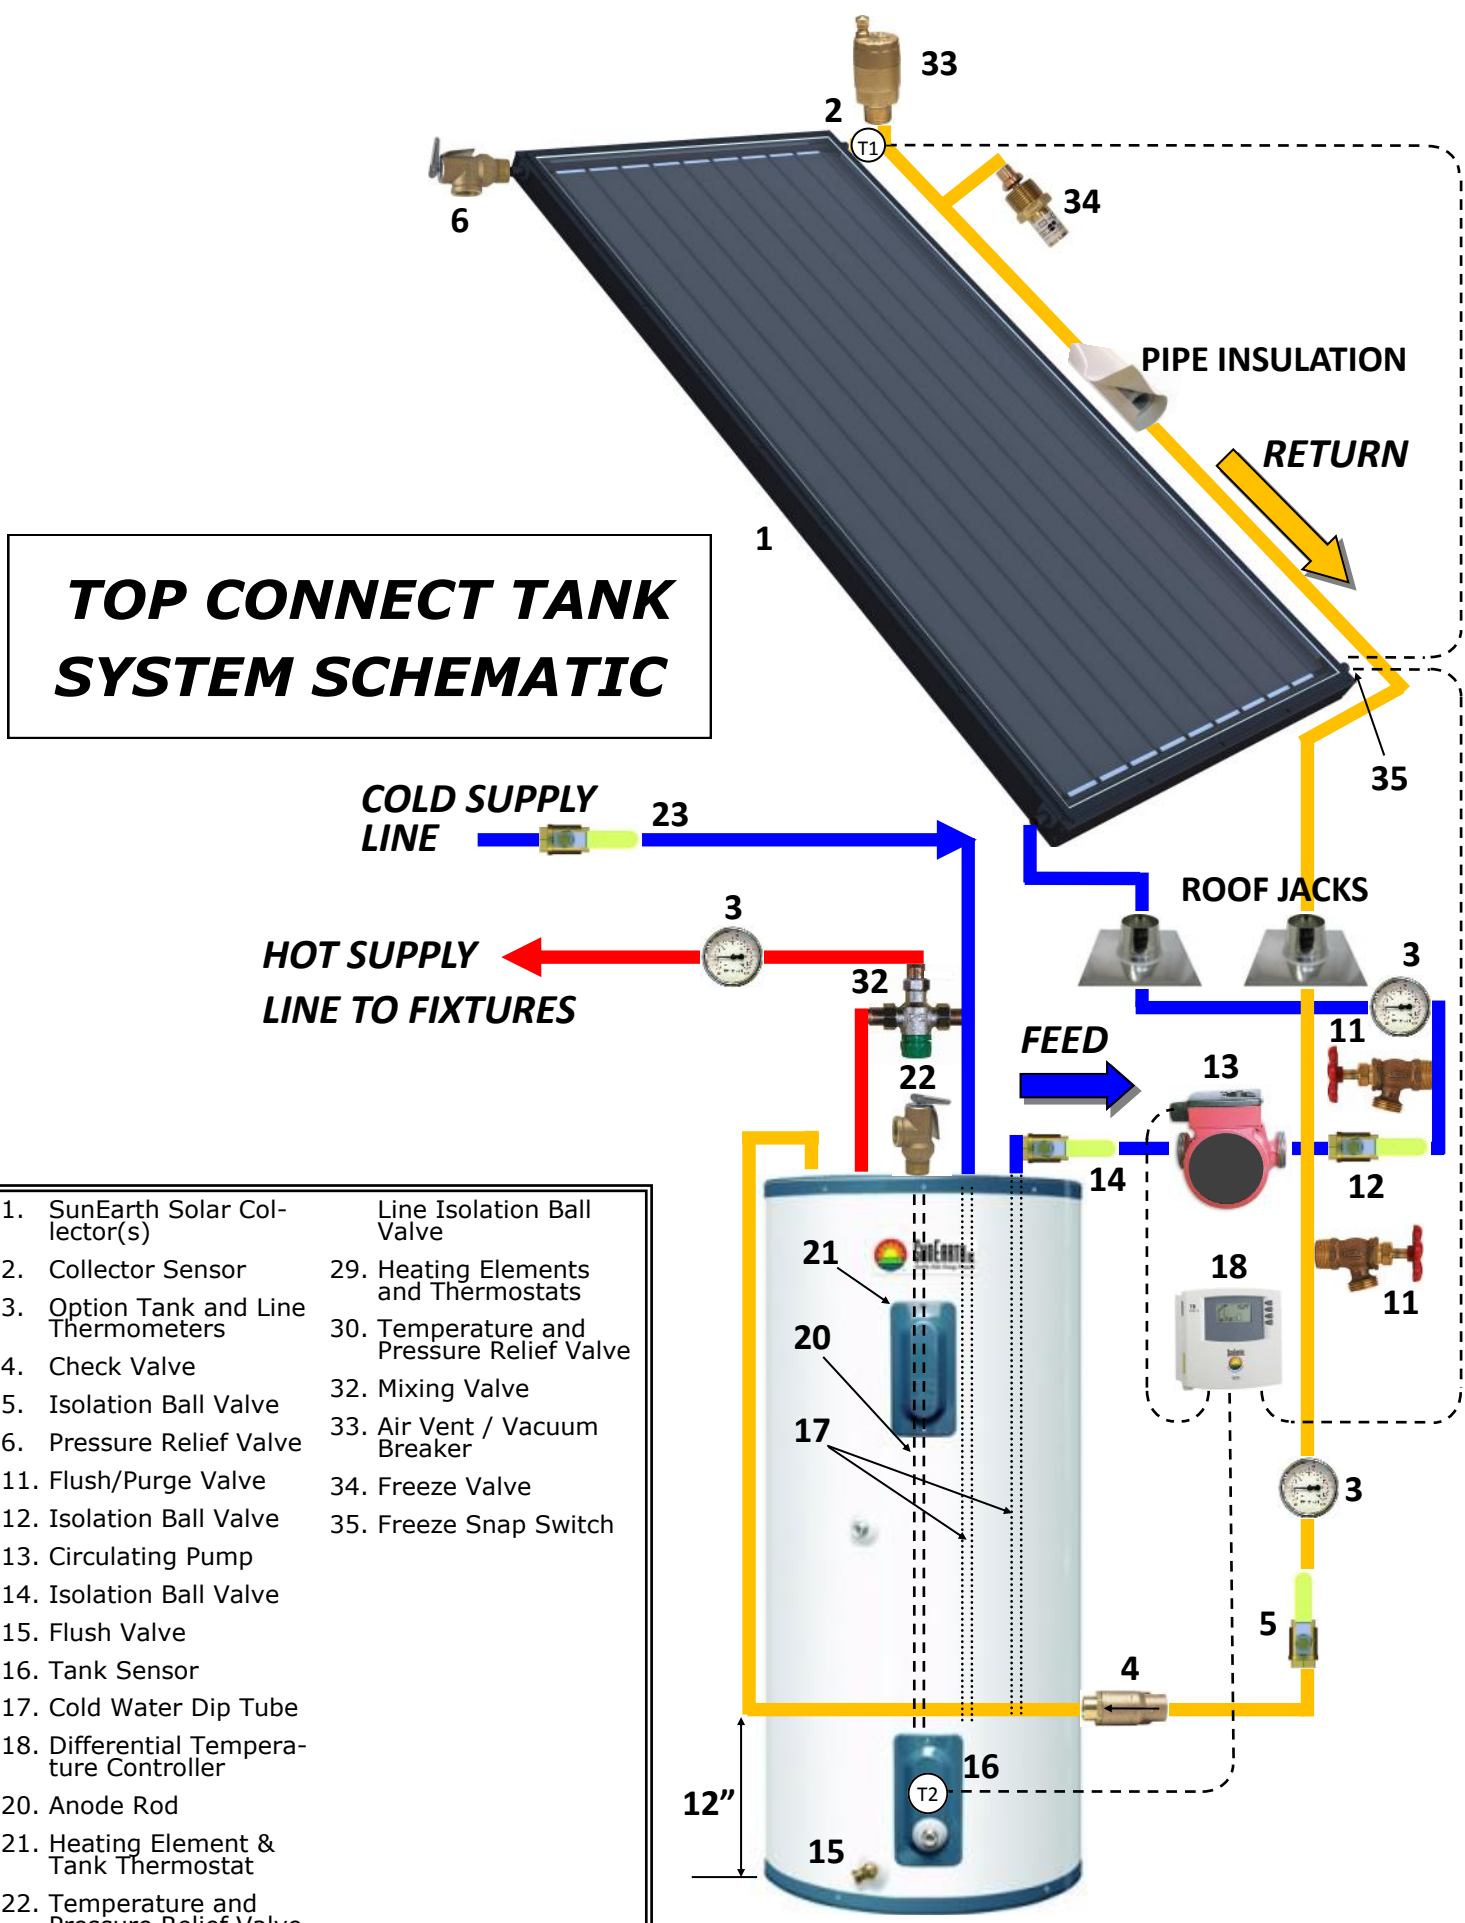 33
2
T1
6
34
PIPE INSULATION
RETURN
1
TOP CONNECT TANK
SYSTEM SCHEMATIC
35
COLD SUPPLY
LINE
23
ROOF JACKS
3
3
HOT SUPPLY
LINE TO FIXTURES
32
11
FEED
13
22
14
12
21
SunEarth
18
11
20
17
3
5
4
16
T2
12”
15
1. SunEarth Solar Col-
lector(s)
2. Collector Sensor
3. Option Tank and Line
Thermometers
4. Check Valve
5. Isolation Ball Valve
6. Pressure Relief Valve
11. Flush/Purge Valve
12. Isolation Ball Valve
13. Circulating Pump
14. Isolation Ball Valve
15. Flush Valve
16. Tank Sensor
17. Cold Water Dip Tube
18. Differential Tempera-
ture Controller
20. Anode Rod
21. Heating Element &
Tank Thermostat
22. Temperature and
Pressure Relief Valve
Line Isolation Ball
Valve
29. Heating Elements
and Thermostats
30. Temperature and
Pressure Relief Valve
32. Mixing Valve
33. Air Vent / Vacuum
Breaker
34. Freeze Valve
35. Freeze Snap Switch